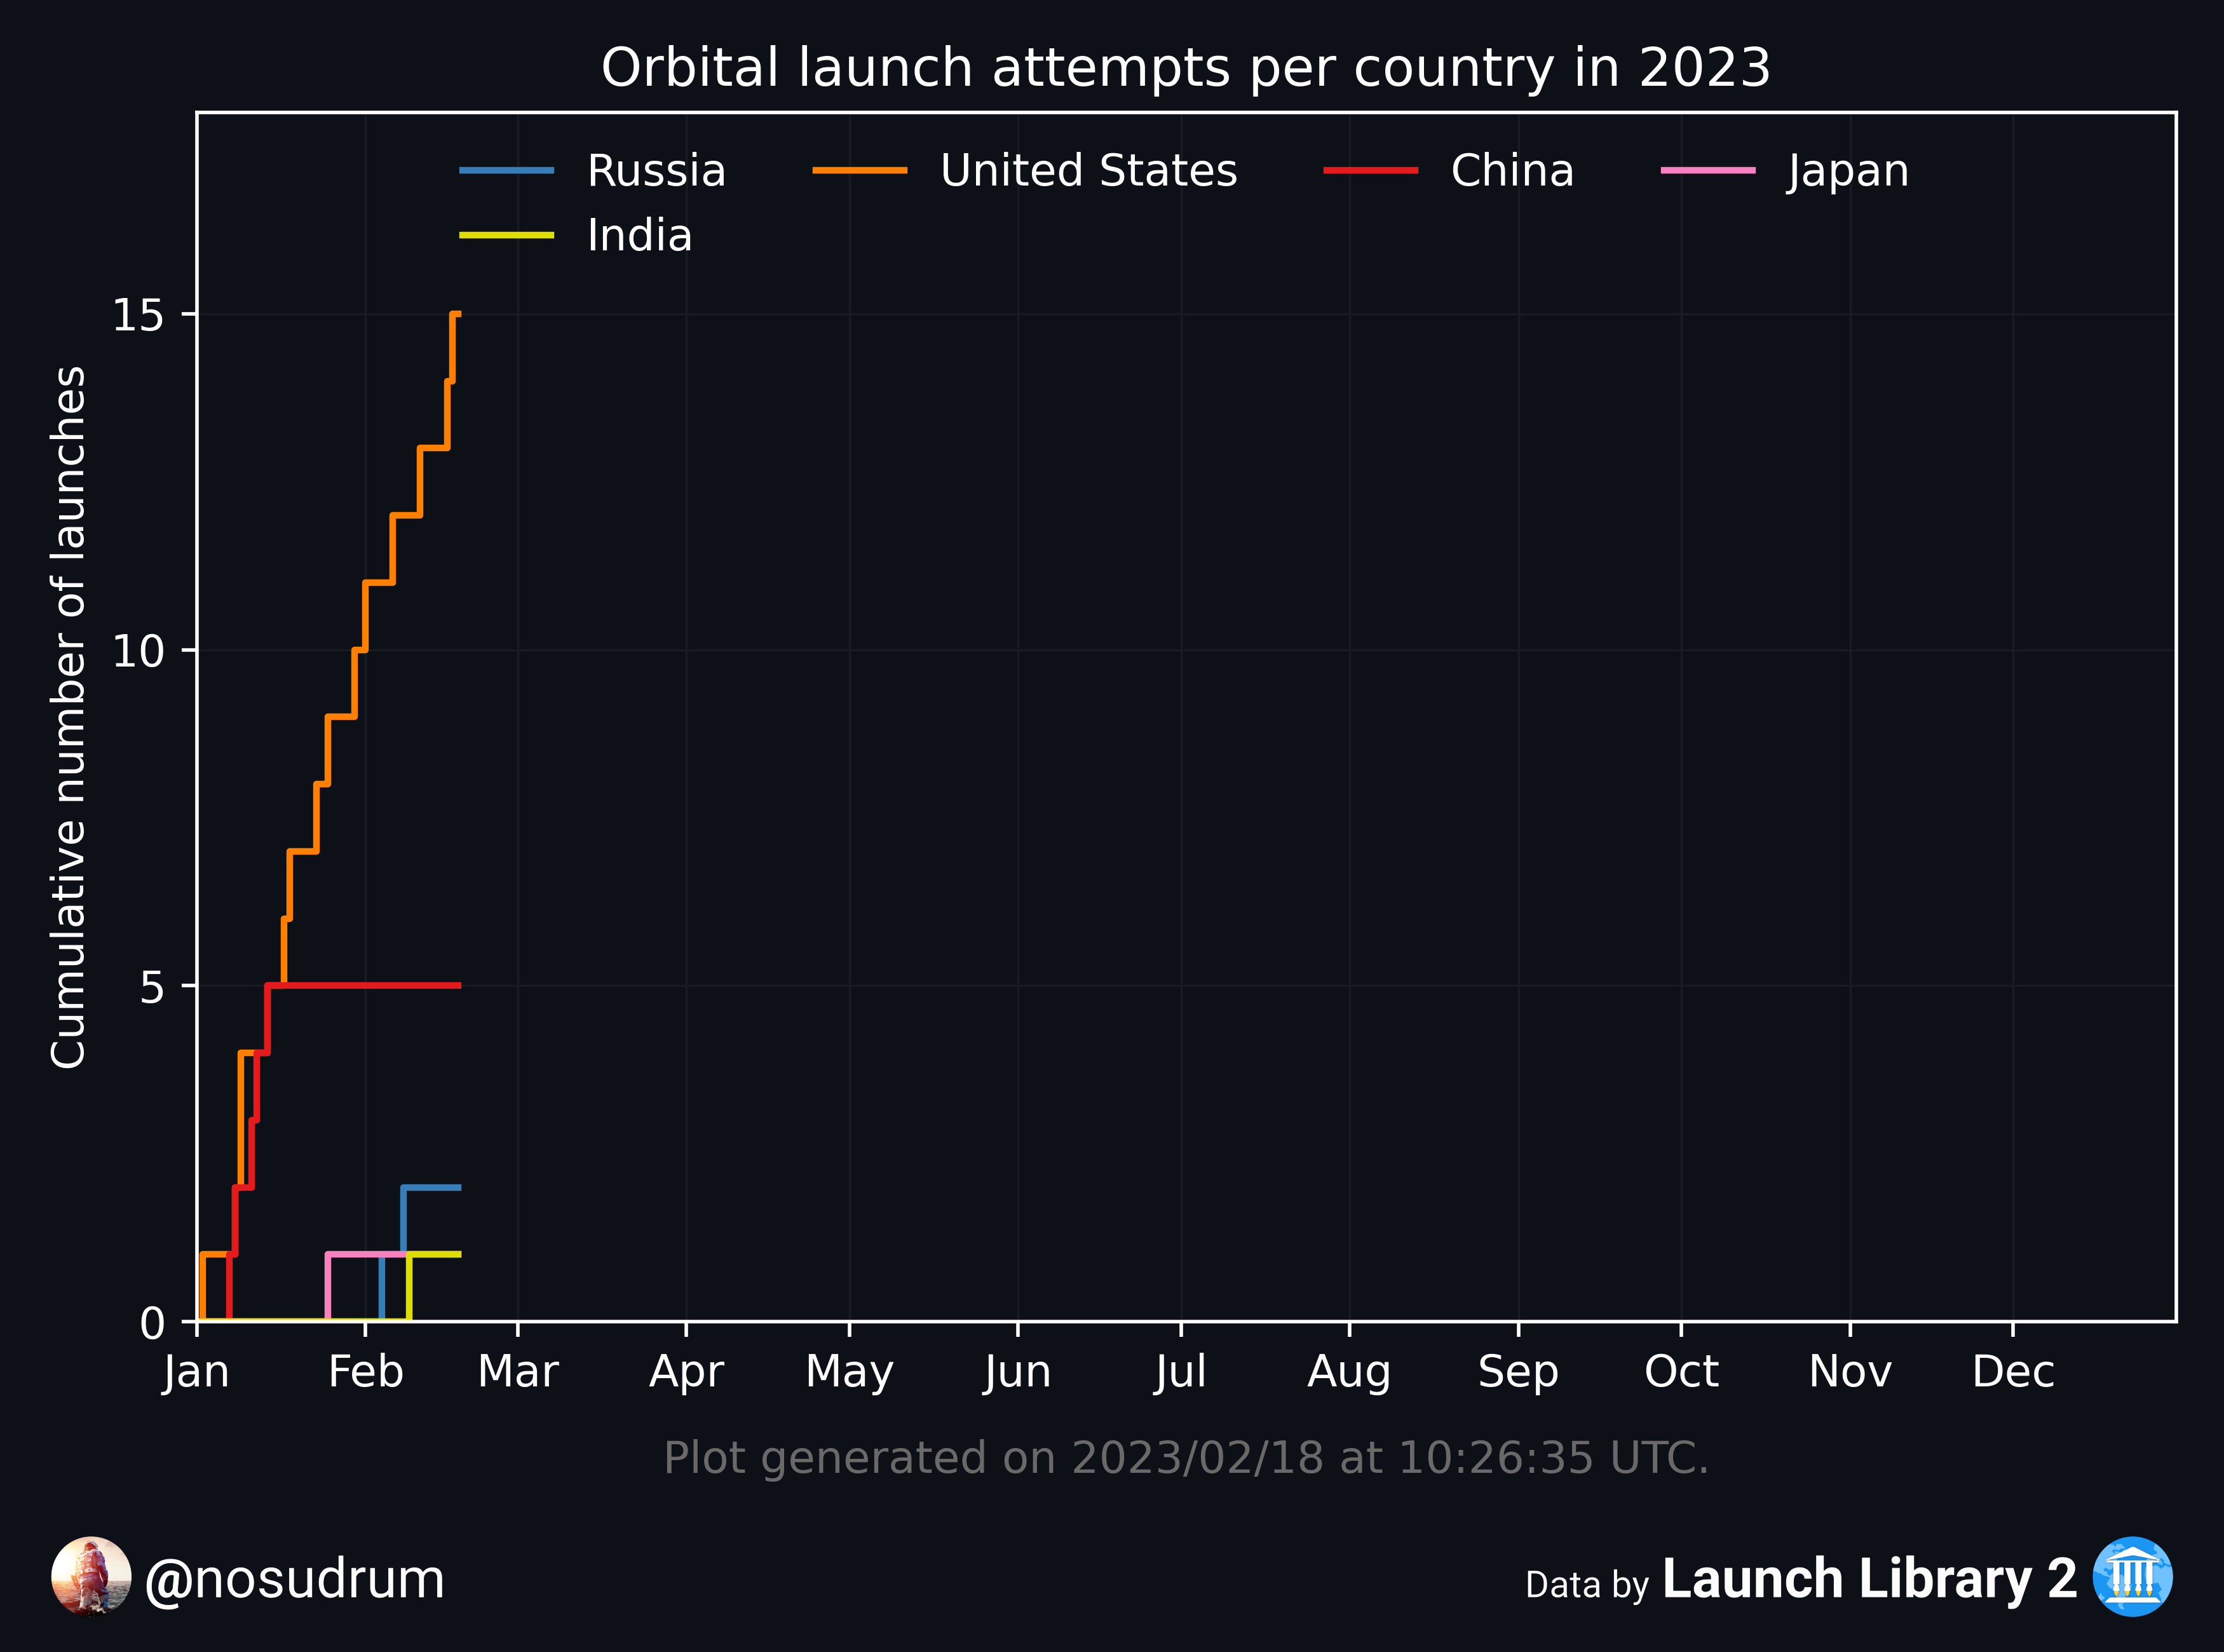 Orbital launch attempts per country in 2023
Russia United States China Japan
India
Cumulative number of launches
15
10
5
0
Jan Feb Mar Apr May Jun Jul Aug Sep Oct Nov Dec
Plot generated on 2023/02/18 at 10:26:35 UTC.
@nosudrum
Data by Launch Library 2